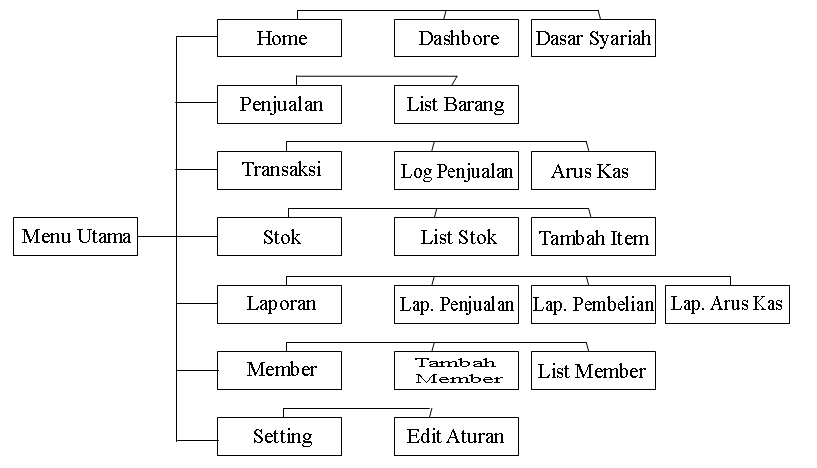 Home
Dashbore
Dasar Syariah
Penjualan
List Barang
Transaksi
Log Penjualan
Arus Kas
Menu Utama
Stok
List Stok
Tambah Item
Laporan
Lap. Penjualan
Lap. Pembelian
Lap. Arus Kas
Member
Tambah
Member
List Member
Setting
Edit Aturan